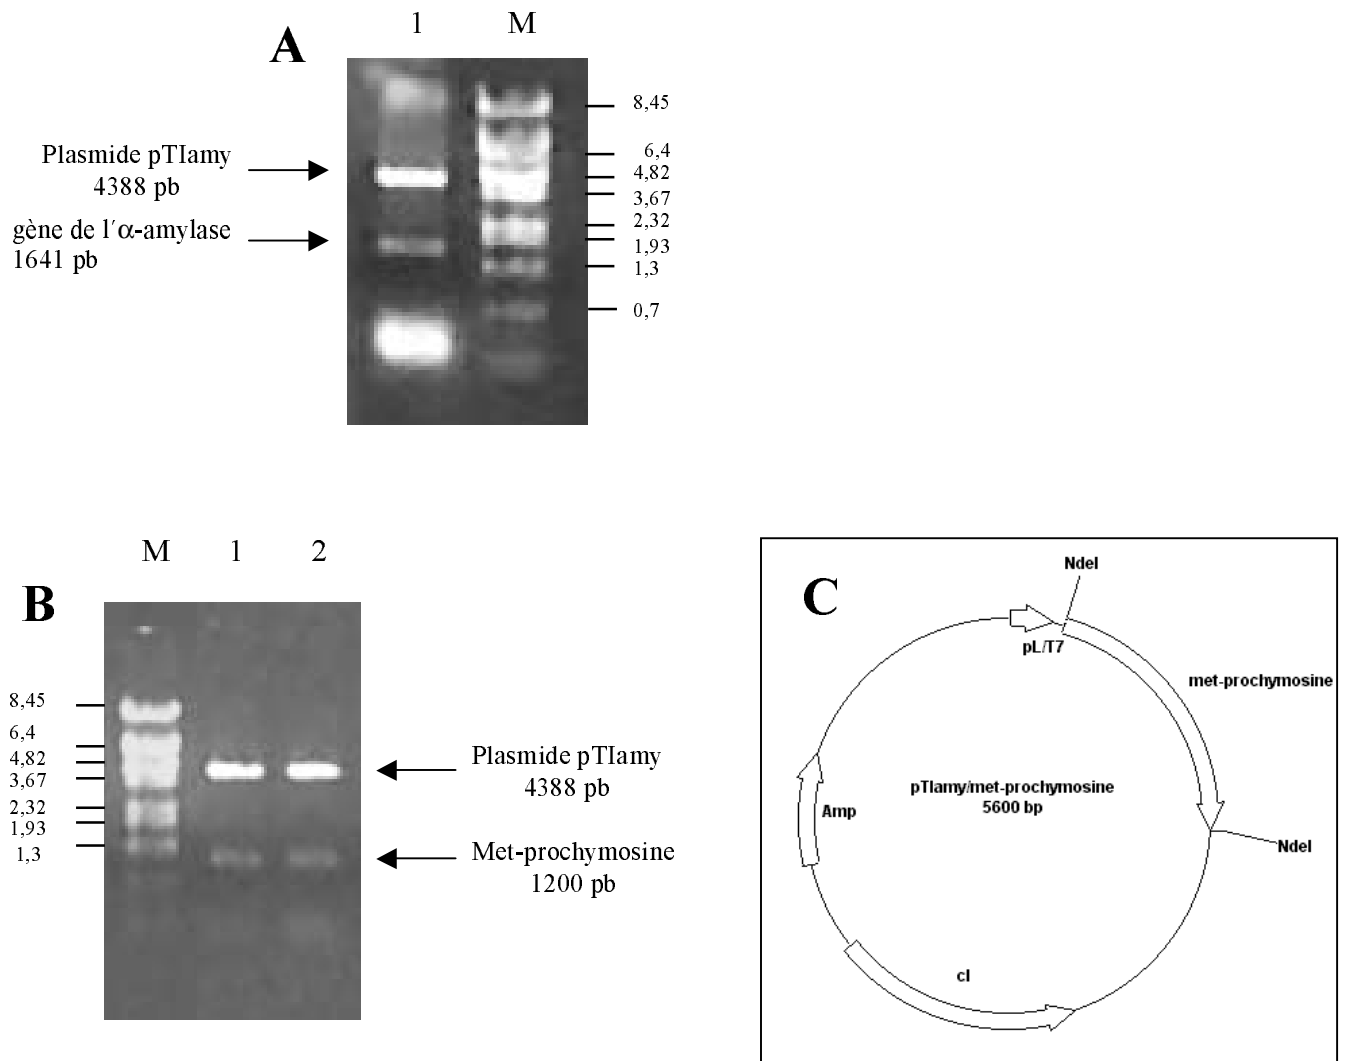 A
1 M
Plasmide pTIamy
4388 pb
gène de l´α-amylase
1641 pb
8,45
6,4
4,82
3,67
2,32
1,93
1,3
0,7
B
M 1 2
8,45
6,4
4,82
3,67
2,32
1,93
1,3
Plasmide pTIamy
4388 pb
Met-prochymosine
1200 pb
C
NdeI
pL/T7
met-prochymosine
pTIamy/met-prochymosine
5600 bp
Amp
NdeI
cI